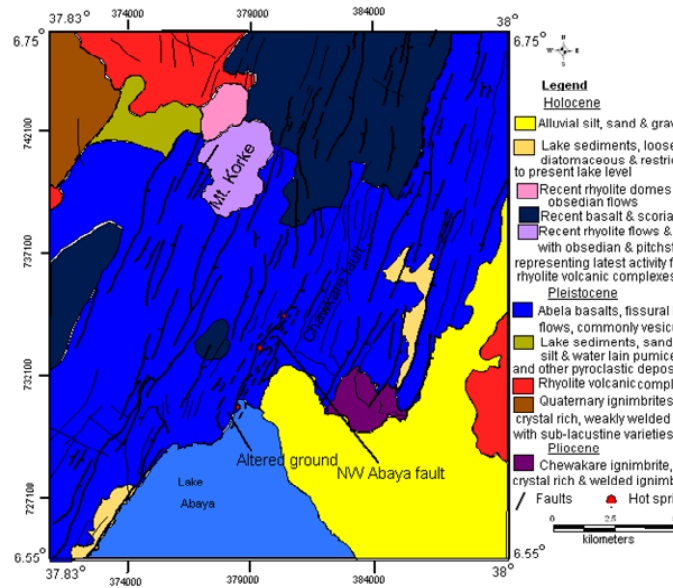 374000 379000 384000
37.83° 38°
6.75° 6.75°
N
W E
S
Legend
Holocene
Alluvial silt, sand & grav
Lake sediments, loose
diatomaceous & restric
to present lake level
Recent rhyolite domes
obsedian flows
Recent basalt & scoria
Recent rhyolite flows &
with obsedian & pitchst
representing latest activity f
rhyolite volcanic complexes
Pleistocene
Abela basalts, fissural
flows, commonly vesicu
Lake sediments, sand
silt & water lain pumice
and other pyroclastic depos
Rhyolite volcanic compl
Quaternary ignimbrites
crystal rich, weakly welded
with sub-lacustine varieties
Pliocene
Chewakare ignimbrite,
crystal rich & welded ignimb
Faults Hot spri
0 2.5
kilometers
742100
737100
732100
727100
Mt. Korke
Chawkare fault
Altered ground
NW Abaya fault
Lake
Abaya
6.55° 6.55°
37.83° 38°
374000 379000 384000